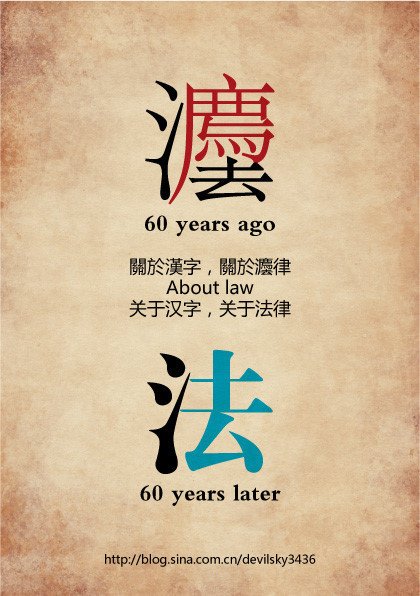 灋
60 years ago
關於漢字，關於灋律
About law
关于汉字，关于法律
法
60 years later
http://blog.sina.com.cn/devilsky3436